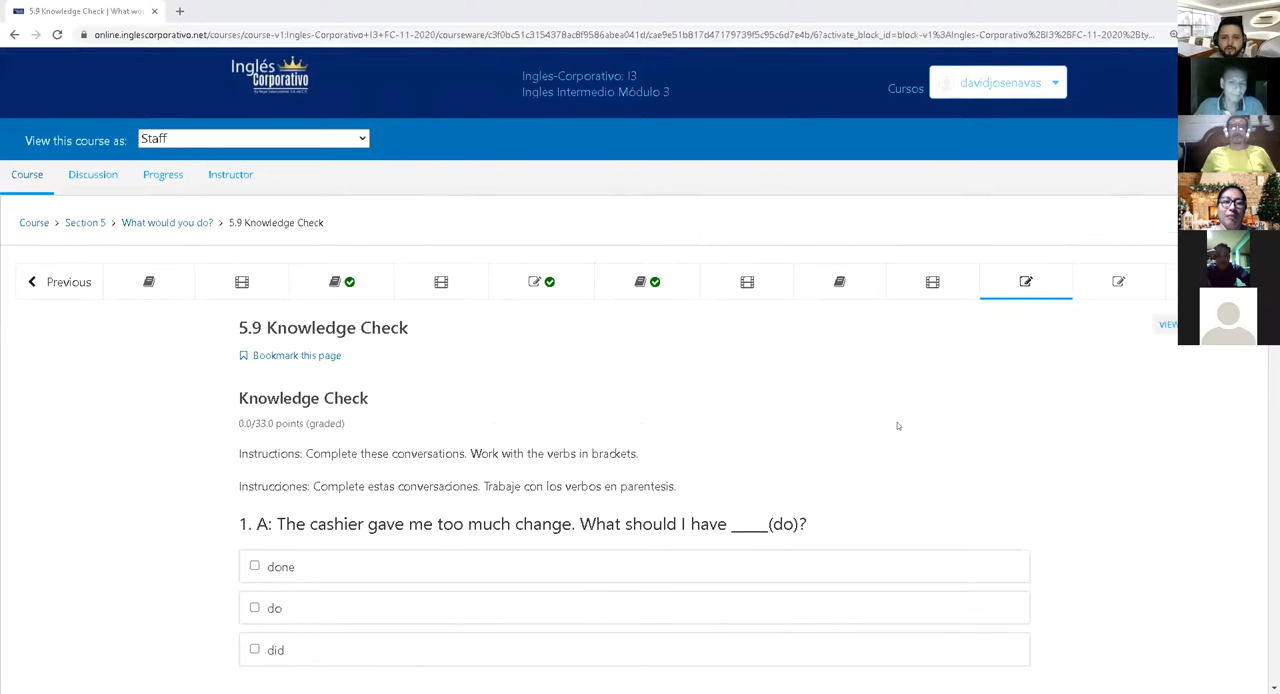 5.9 Knowledge Check | What wo
online.inglescorporativo.net/courses/course-v1:Ingles-Corporativo+I3+FC-11-2020/courseware/
Inglés
Corporativo
Ingles-Corporativo: I3
Ingles Intermedio Módulo 3
Cursos
davidjosenavas
View this course as:
Staff
Course
Discussion
Progress
Instructor
Course > Section 5 > What would you do? > 5.9 Knowledge Check
Previous
5.9 Knowledge Check
VIEW
Bookmark this page
Knowledge Check
0.0/33.0 points (graded)
Instructions: Complete these conversations. Work with the verbs in brackets.
Instrucciones: Complete estas conversaciones. Trabaje con los verbos en parentesis.
1. A: The cashier gave me too much change. What should I have _____(do)?
done
do
did